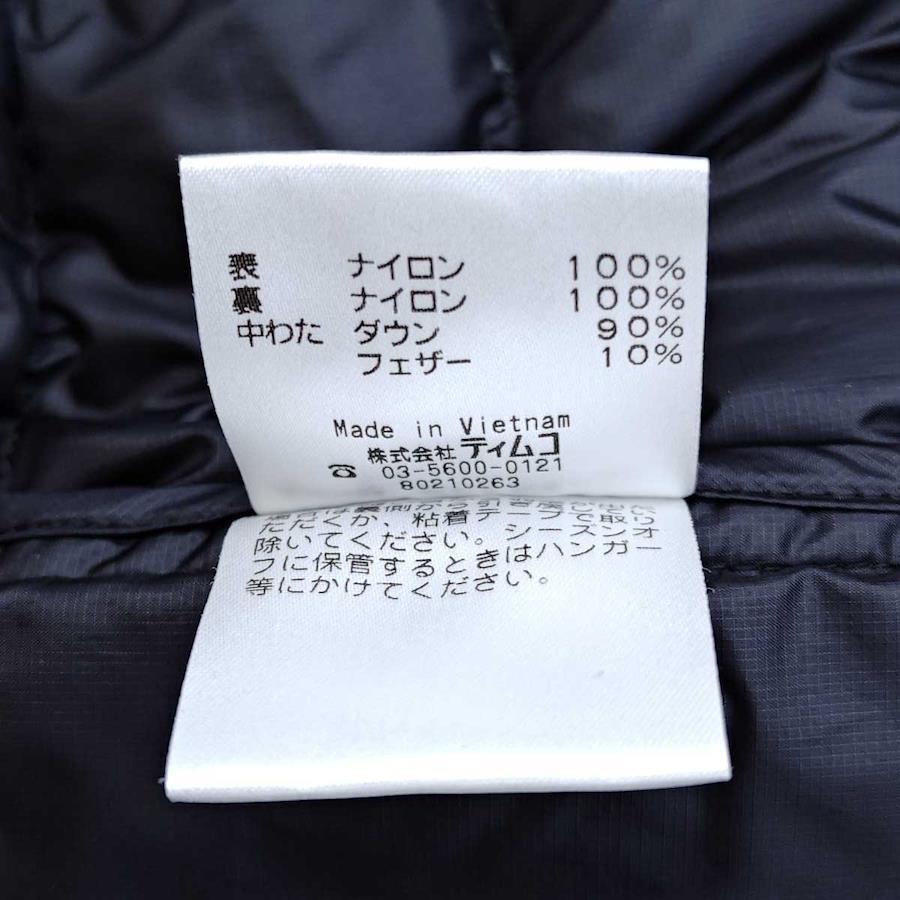 表 ナイロン 100%
裏 ナイロン 100%
中わた ダウン 90%
フェザー 10%
Made in Vietnam
株式会社 ティムコ
☎ 03-5600-0121
80210263
ただくか、粘着テープ
除いてください。シーズンオ
フに保管するときはハンガー
等にかけてください。